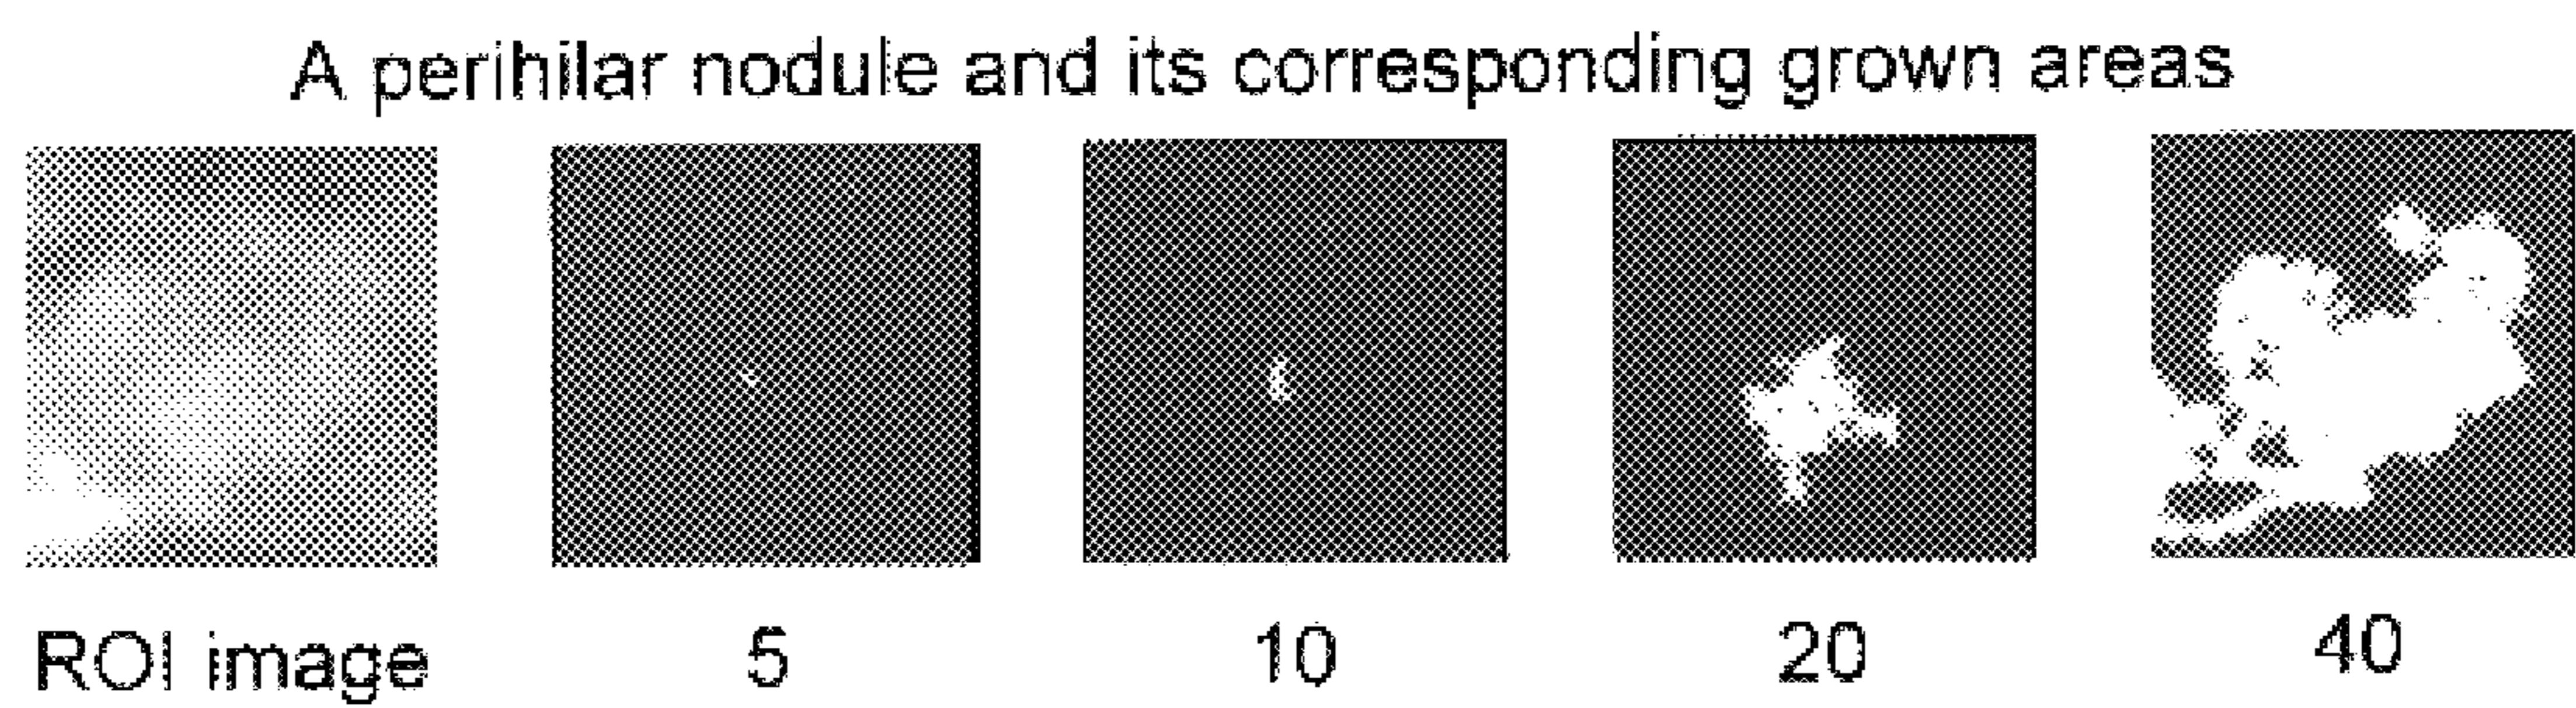 A perihilar nodule and its corresponding grown areas
ROI image 5 10 20 40